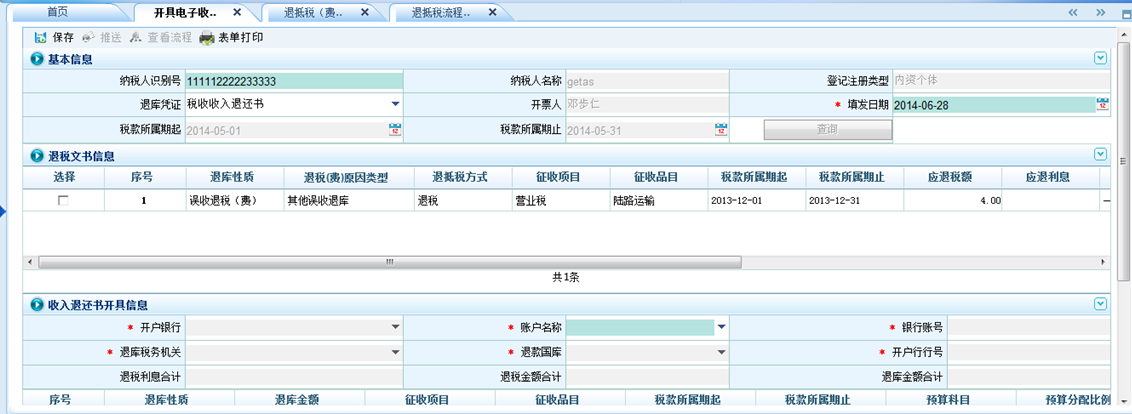 首页 开具电子收.. 退抵税（费.. 退抵税流程..
保存 推送 查看流程 表单打印
基本信息
纳税人识别号 111112222233333 纳税人名称 getas 登记注册类型 内资个体
退库凭证 税收收入退还书 开票人 邓步仁 * 填发日期 2014-06-28
税款所属期起 2014-05-01 税款所属期止 2014-05-31 查询
退税文书信息
选择 序号 退库性质 退税(费)原因类型 退抵税方式 征收项目 征收品目 税款所属期起 税款所属期止 应退税额 应退利息
1 误收退税（费） 其他误收退库 退税 营业税 陆路运输 2013-12-01 2013-12-31 4.00
共1条
收入退还书开具信息
* 开户银行 * 账户名称 * 银行账号
* 退库税务机关 * 退款国库 * 开户行行号
退税利息合计 退税金额合计 退库金额合计
序号 退库性质 退库金额 征收项目 征收品目 税款所属期起 税款所属期止 预算科目 预算分配比例